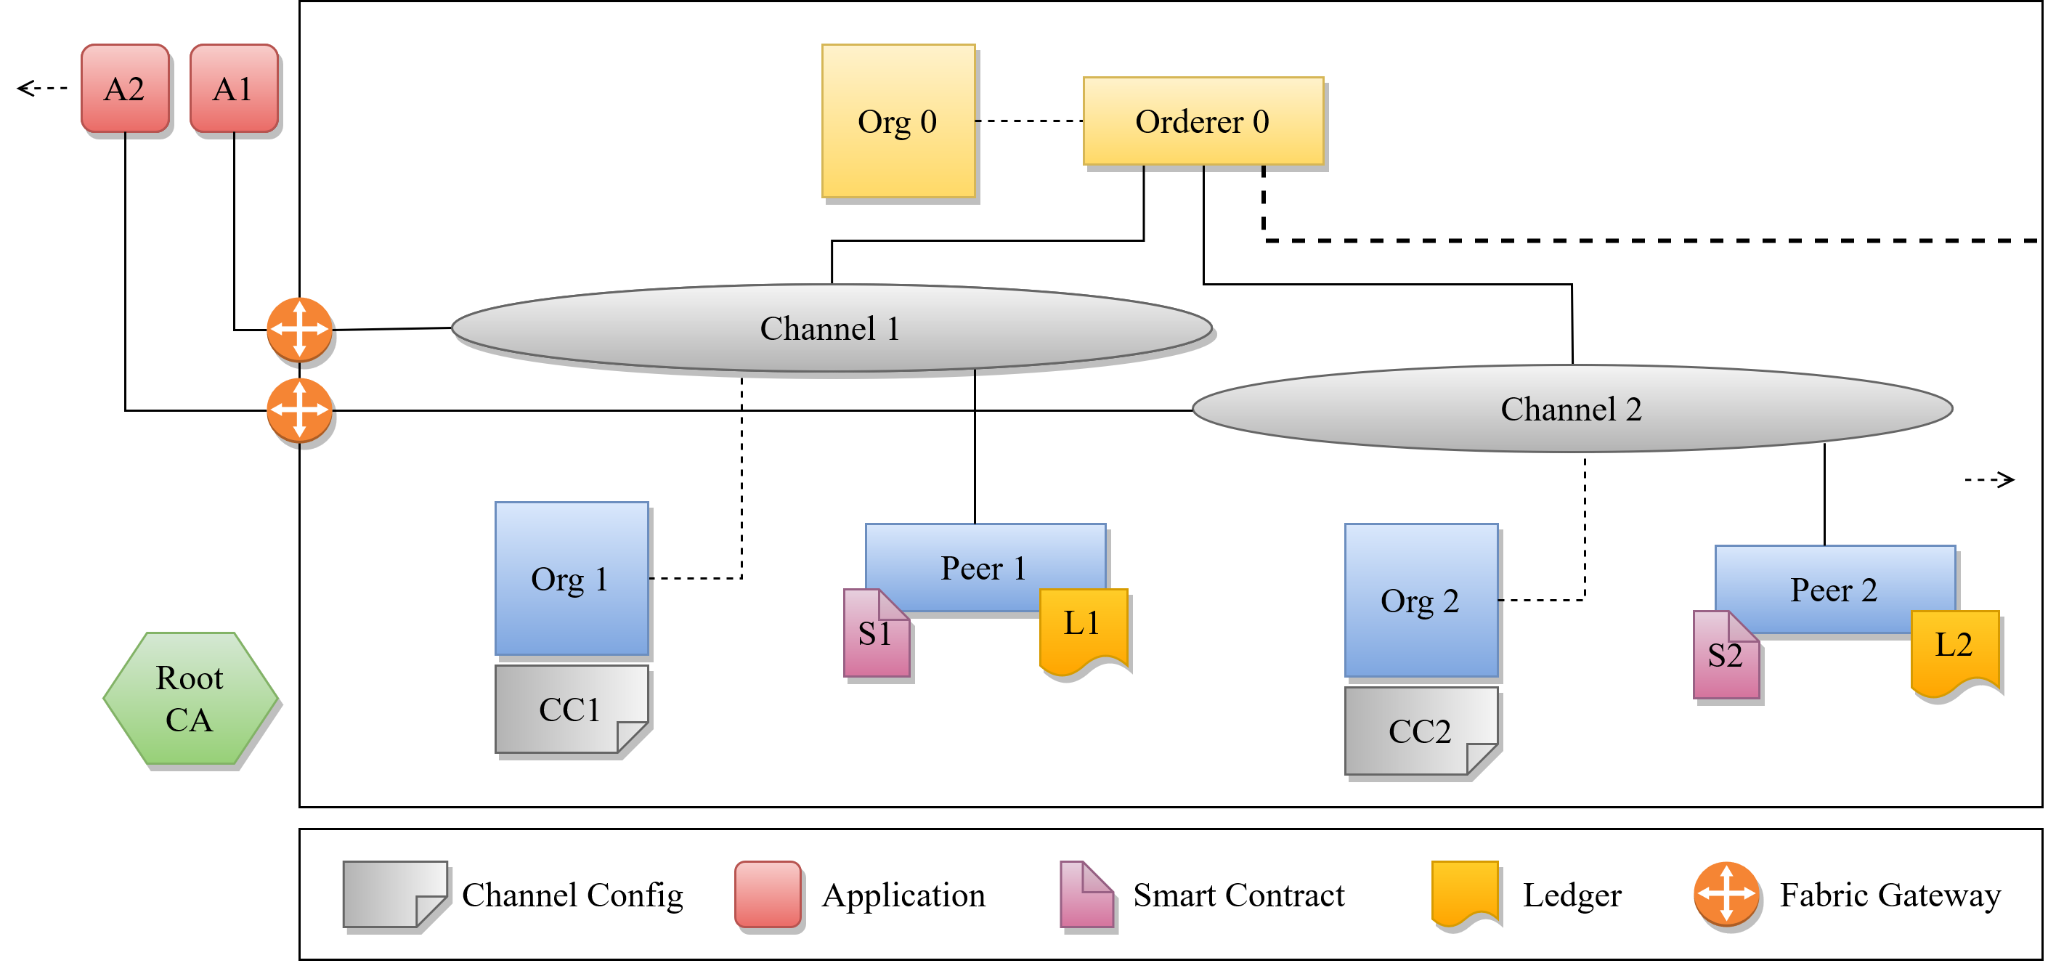 A2
A1
Org 0
Orderer 0
Channel 1
Channel 2
Org 1
Peer 1
S1
L1
CC1
Org 2
Peer 2
S2
L2
CC2
Root
CA
Channel Config
Application
Smart Contract
Ledger
Fabric Gateway